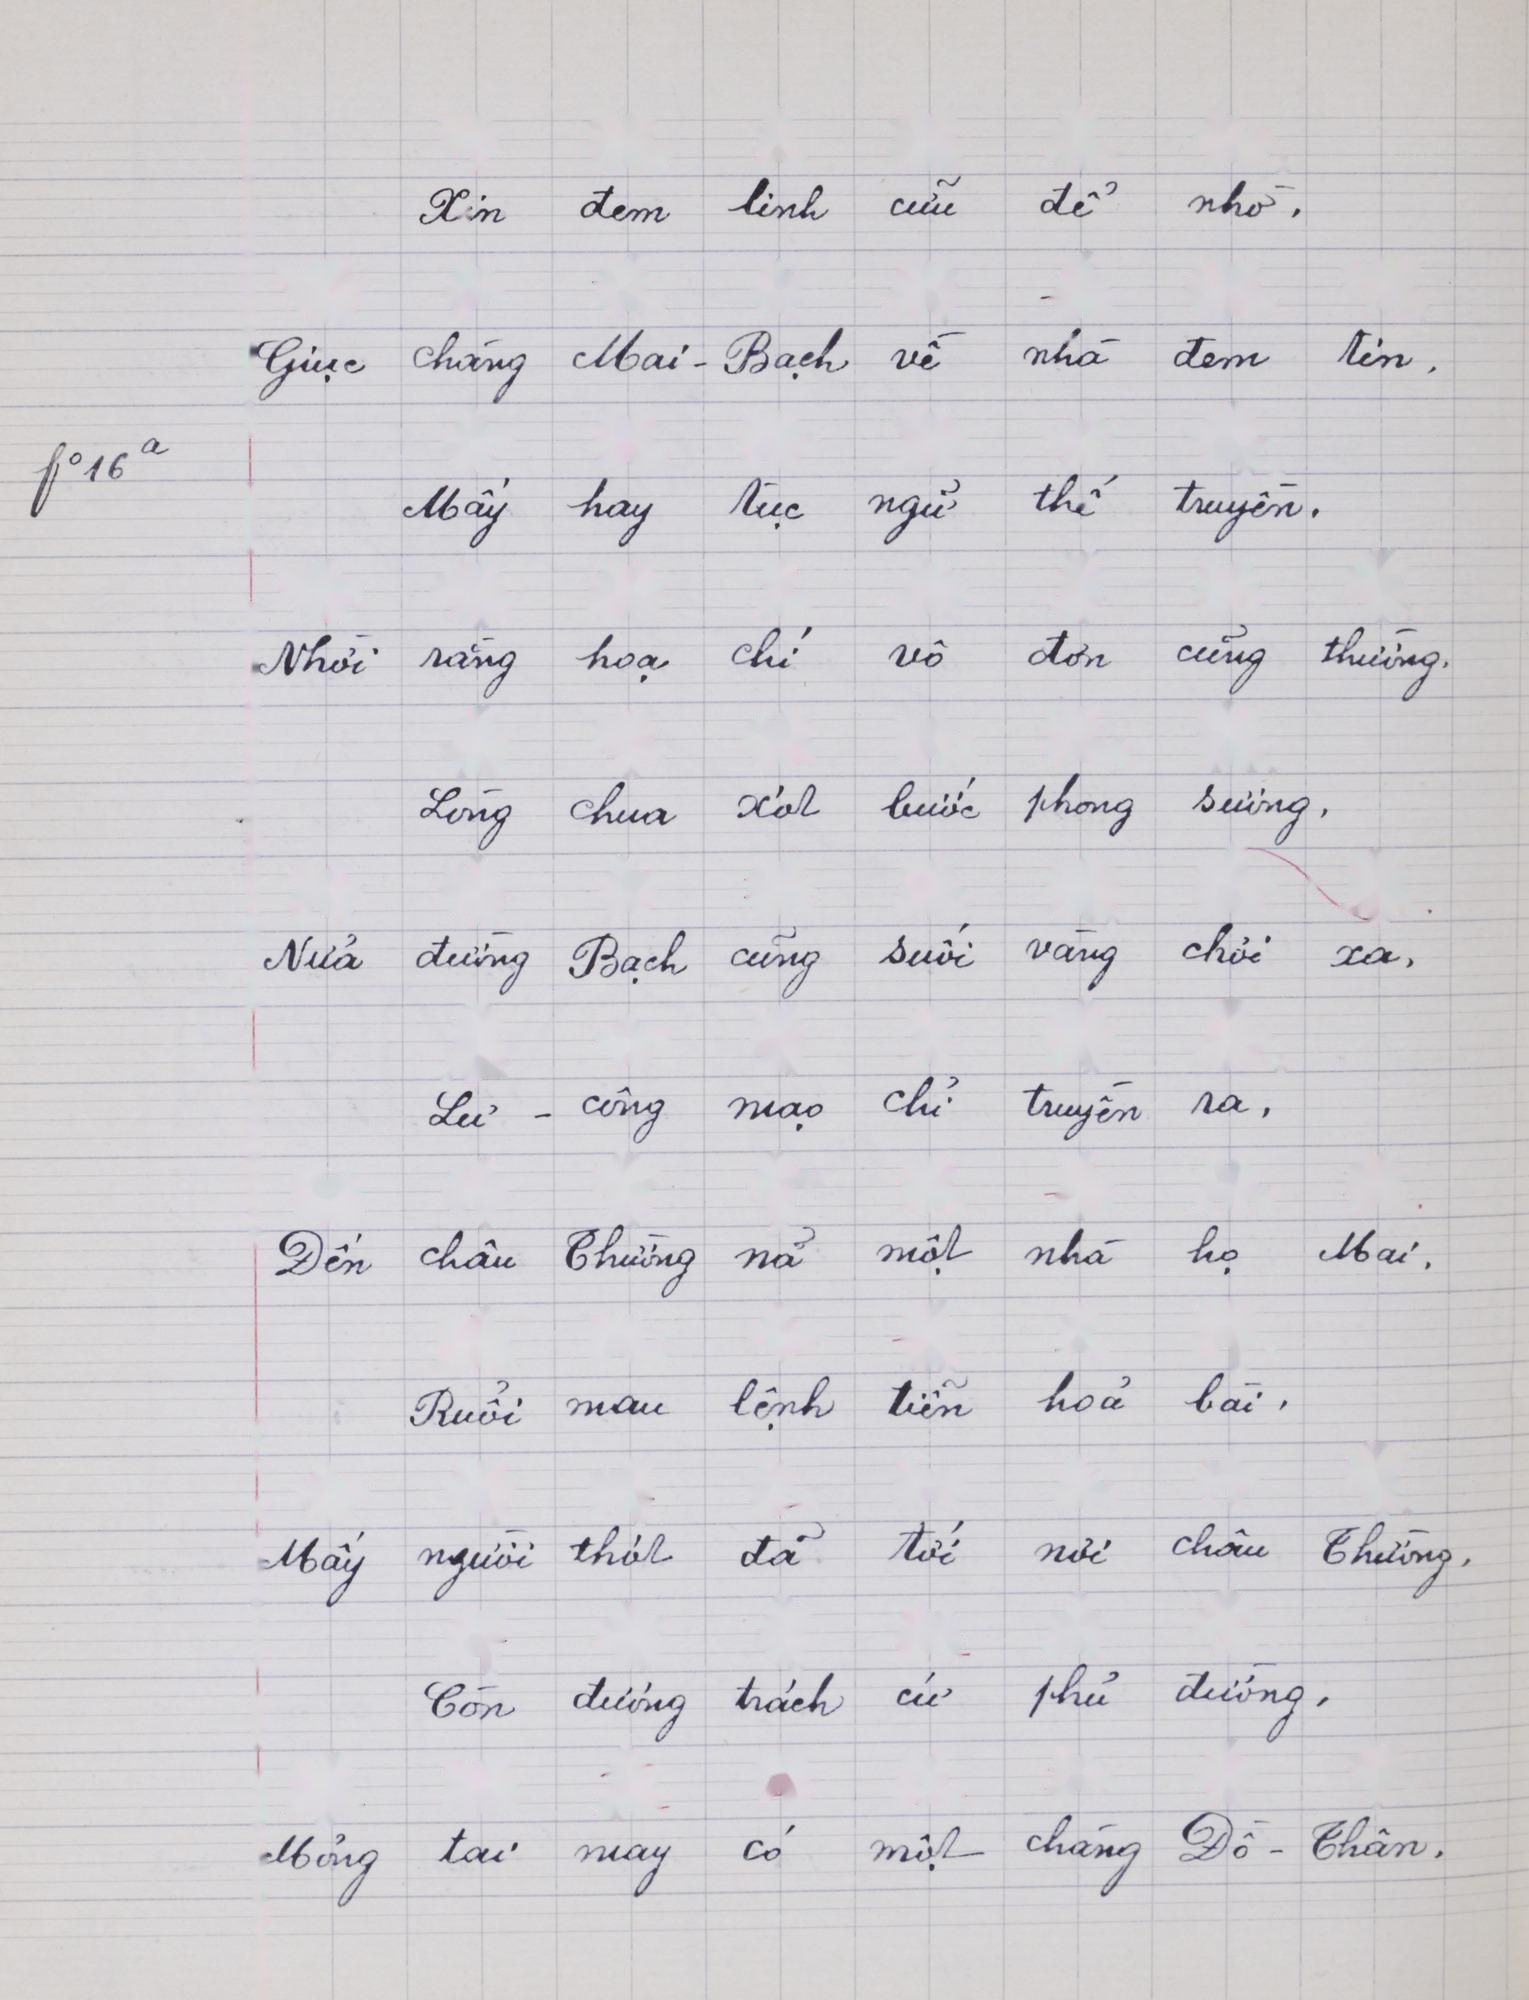 Xin đem linh cữu để nhờ,
Giục chàng Mai-Bạch về nhà đem tin,
f° 16 a
Mấy hay tục ngữ thế truyền,
Nhời rằng hoạ chí vô đơn cũng thường,
Lòng chua xót bước phong sương,
Nửa đường Bạch cũng suối vàng chơi xa,
Lư - công mạo chỉ truyền ra,
Đến châu Thường nã một nhà họ Mai,
Ruổi mau lệnh tiễn hoả bài,
Mấy người thót đã tới nơi châu Thường,
Còn đương trách cứ phủ đường,
Mỏng tai may có một chàng Đồ - Thân,